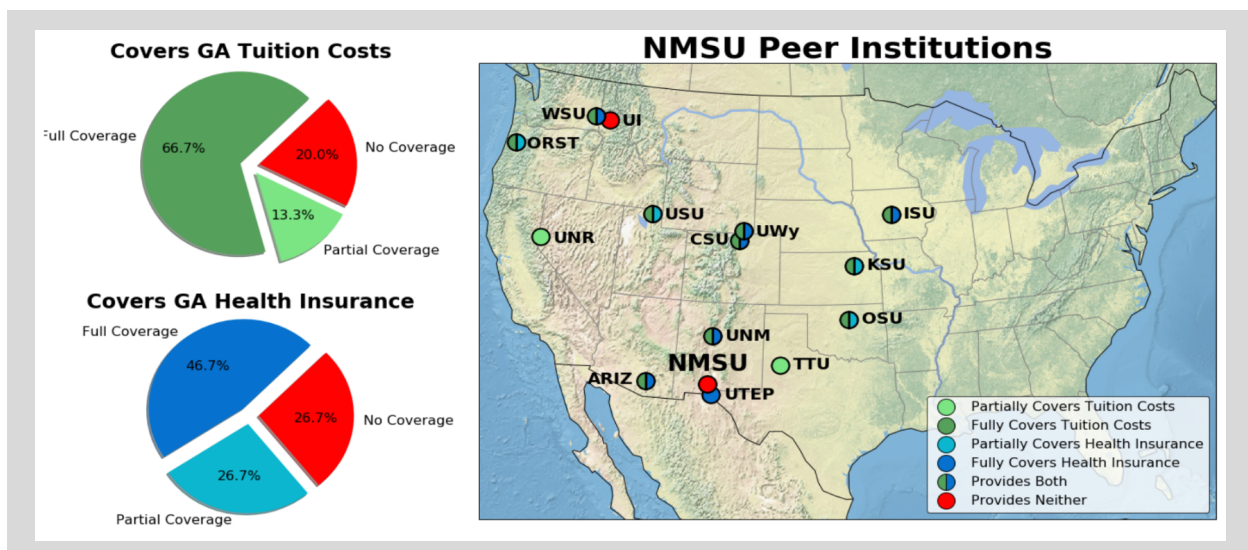 Covers GA Tuition Costs
Full Coverage
66.7%
20.0%
No Coverage
13.3%
Partial Coverage
Covers GA Health Insurance
Full Coverage
46.7%
26.7%
No Coverage
26.7%
Partial Coverage
NMSU Peer Institutions
WSU
UI
ORST
USU
ISU
UNR
CSU
UWy
KSU
OSU
UNM
NMSU
TTU
ARIZ
UTEP
Partially Covers Tuition Costs
Fully Covers Tuition Costs
Partially Covers Health Insurance
Fully Covers Health Insurance
Provides Both
Provides Neither